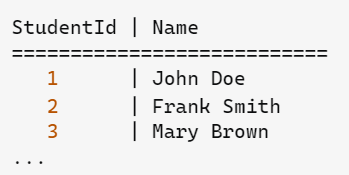 StudentId | Name
===========================
   1      | John Doe
   2      | Frank Smith
   3      | Mary Brown
...